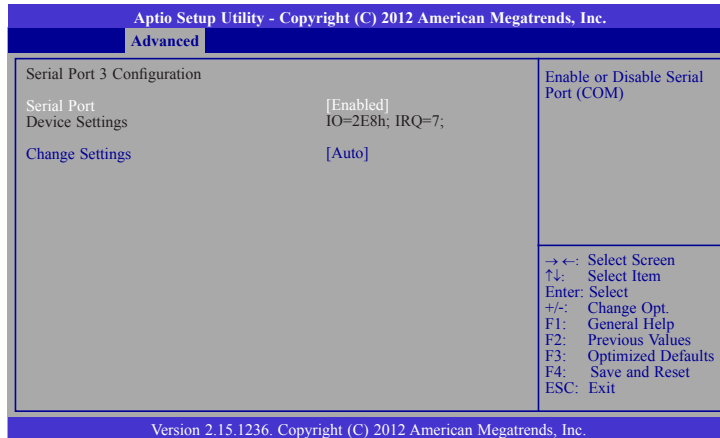 Aptio Setup Utility - Copyright (C) 2012 American Megatrends, Inc.
Advanced
Serial Port 3 Configuration
Serial Port [Enabled]
Device Settings IO=2E8h; IRQ=7;
Change Settings [Auto]
Enable or Disable Serial
Port (COM)
→ ←: Select Screen
↑↓: Select Item
Enter: Select
+/-: Change Opt.
F1: General Help
F2: Previous Values
F3: Optimized Defaults
F4: Save and Reset
ESC: Exit
Version 2.15.1236. Copyright (C) 2012 American Megatrends, Inc.